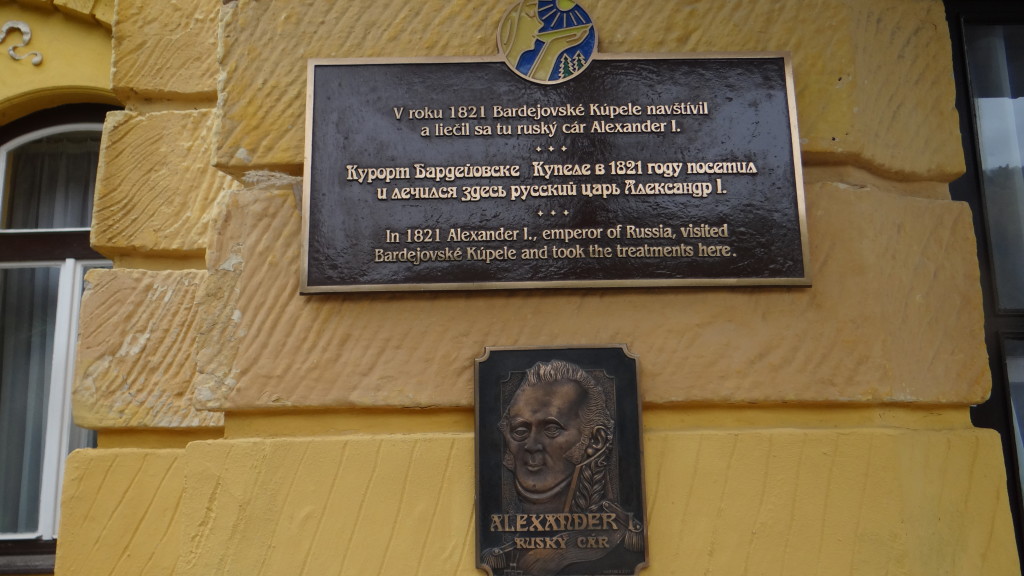 V roku 1821 Bardejovské Kúpele navštívil
a liečil sa tu ruský cár Alexander I.
Курорт Бардейовске Купеле в 1821 году посетил
и лечился здесь русский царь Александр I.
In 1821 Alexander I., emperor of Russia, visited
Bardejovské Kúpele and took the treatments here.
ALEXANDER I.
RUSKÝ CÁR